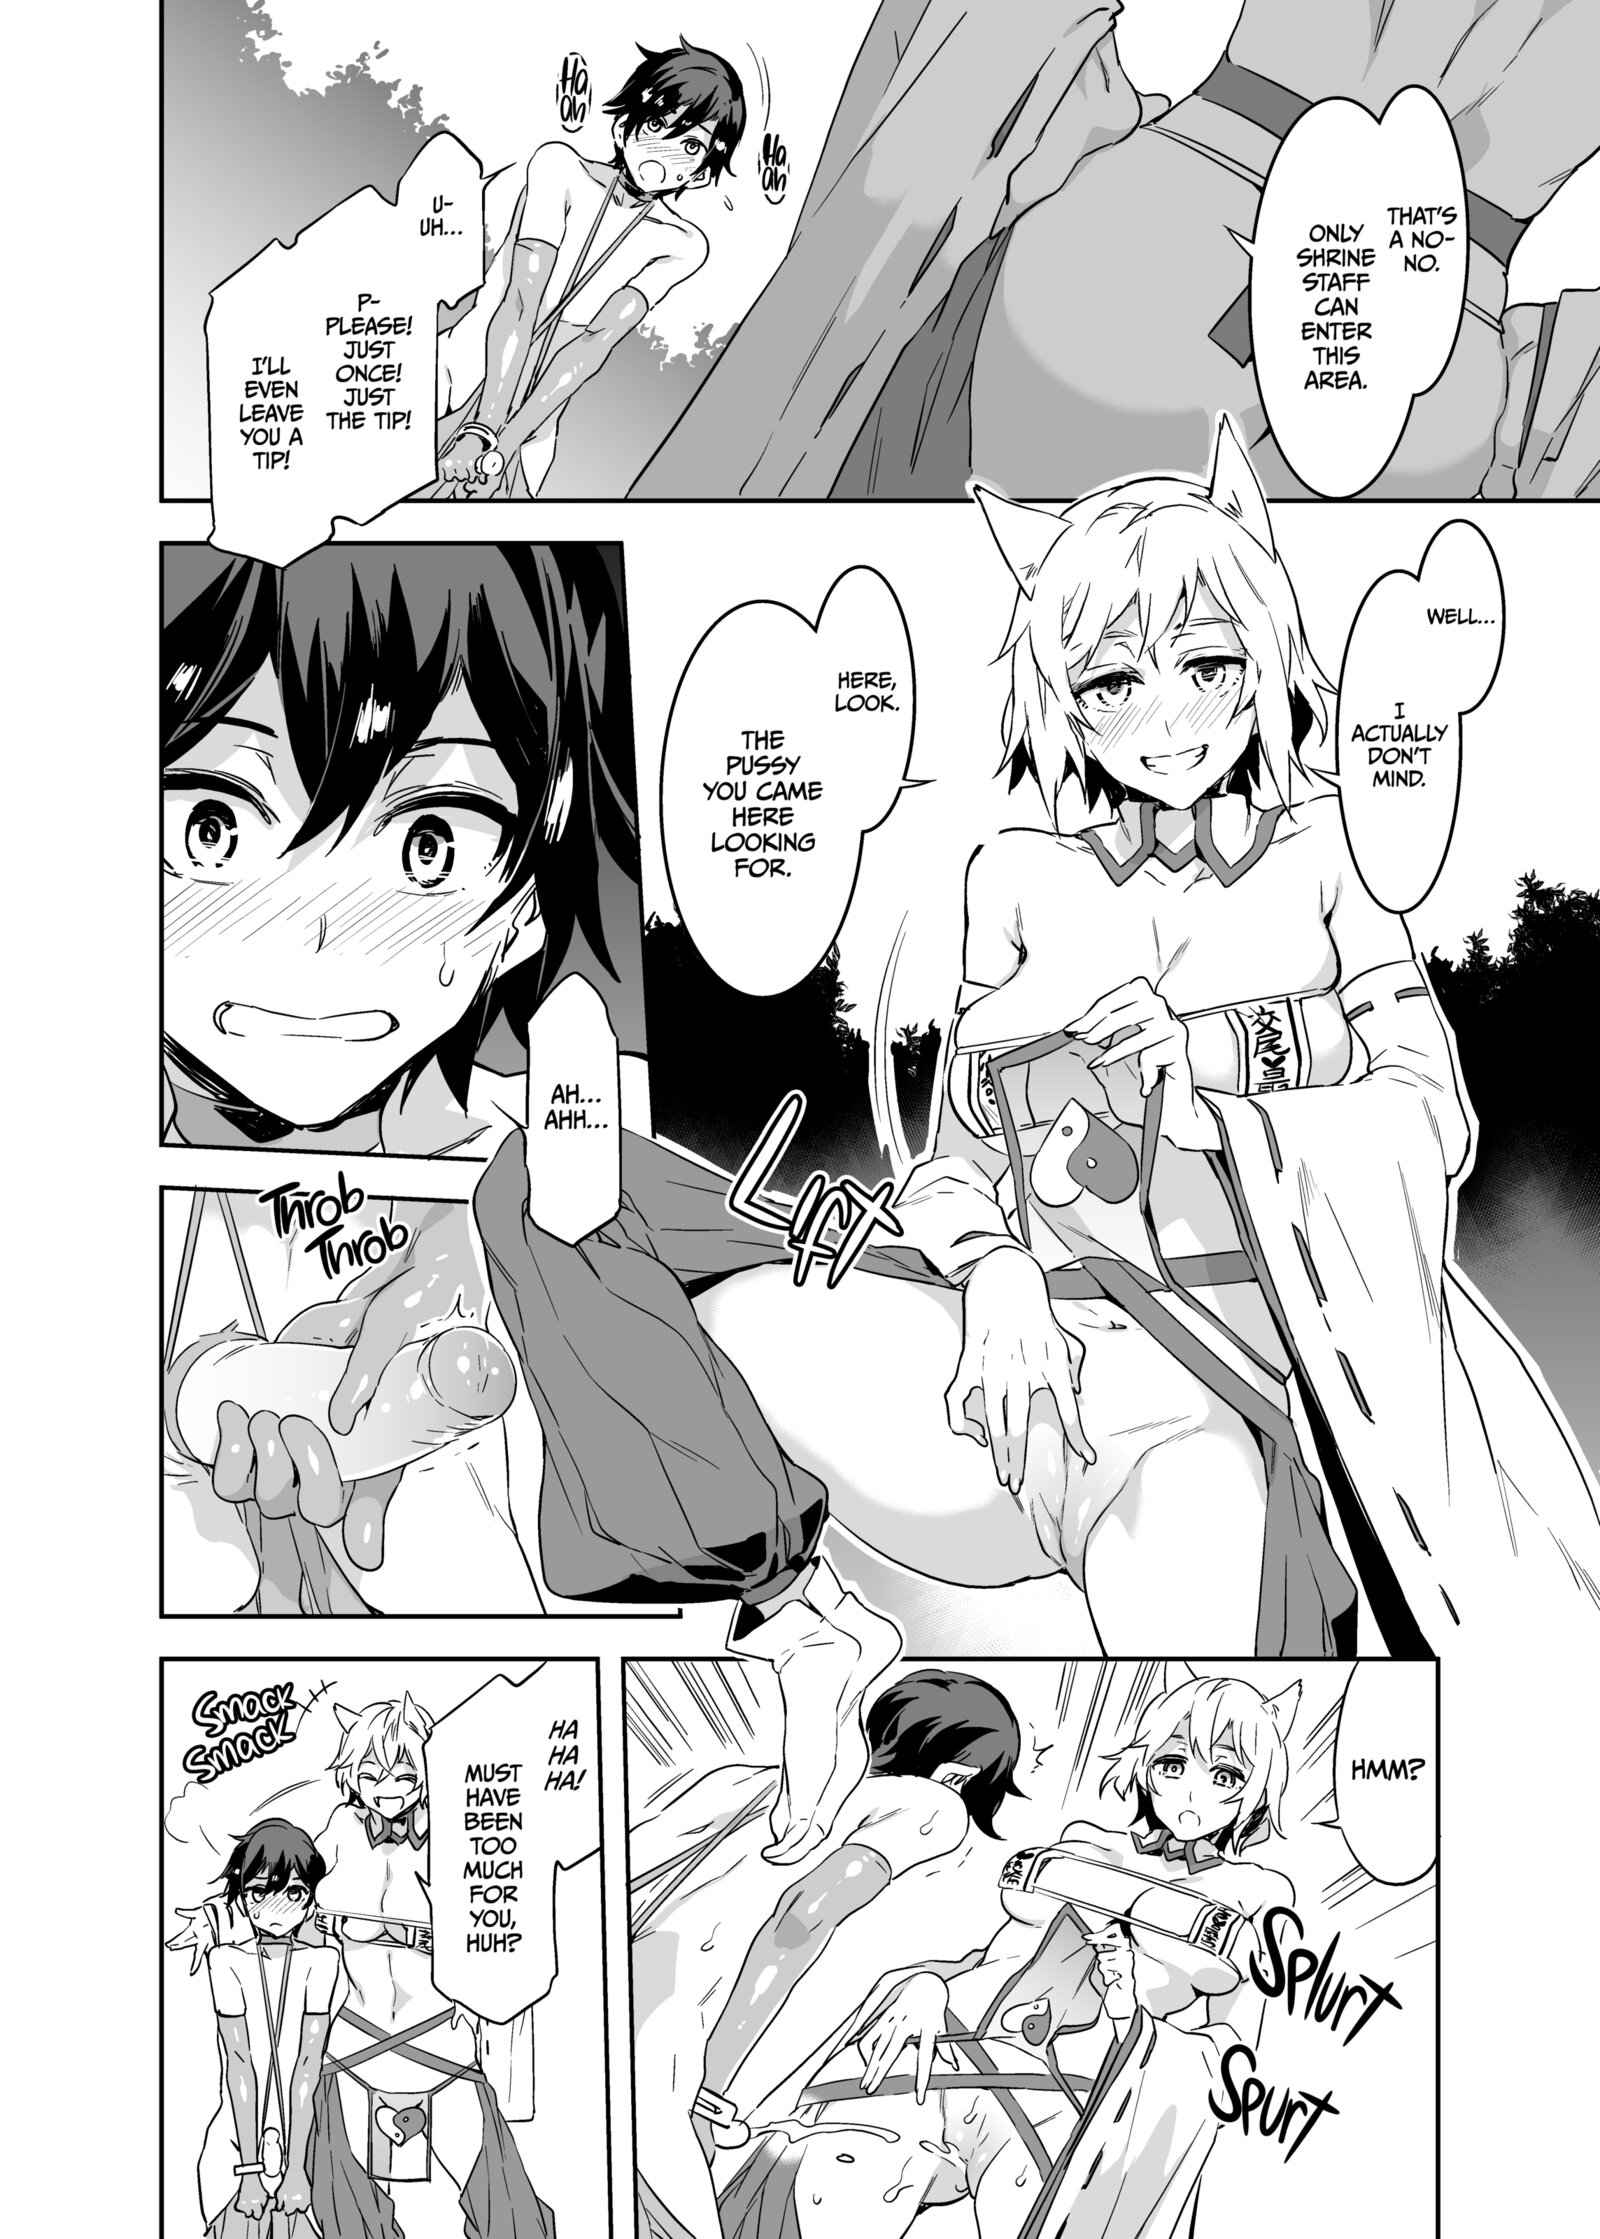 THAT'S
A NO-
NO.
ONLY
SHRINE
STAFF
CAN
ENTER
THIS
AREA.
Ha
ah
Ha
ah
U-
UH...
P-
PLEASE!
JUST
ONCE!
JUST
THE TIP!
I'LL
EVEN
LEAVE
YOU A
TIP!
WELL...
I
ACTUALLY
DON'T
MIND.
HERE,
LOOK.
THE
PUSSY
YOU CAME
HERE
LOOKING
FOR.
LIFT
AH...
AHH...
Throb
Throb
HMM?
Splurt
Spurt
HA
HA
HA!
MUST
HAVE
BEEN
TOO
MUCH
FOR
YOU,
HUH?
Smack
Smack